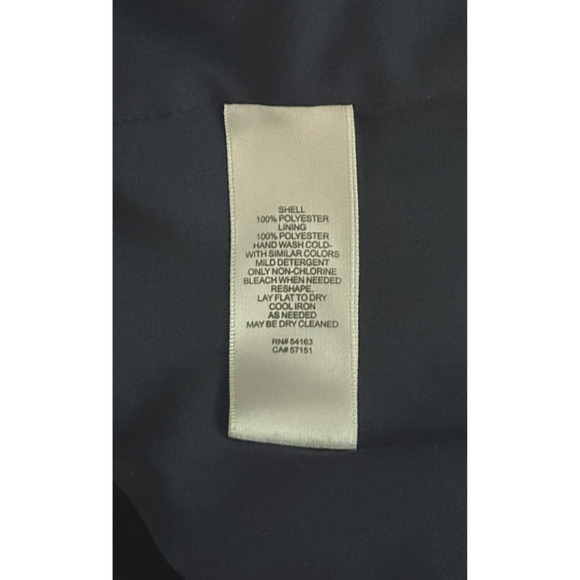 SHELL
100% POLYESTER
LINING
100% POLYESTER
HAND WASH COLD-
WITH SIMILAR COLORS
MILD DETERGENT
ONLY NON-CHLORINE
BLEACH WHEN NEEDED
RESHAPE,
LAY FLAT TO DRY
COOL IRON
AS NEEDED
MAY BE DRY CLEANED
RN# 54163
CA# 57151